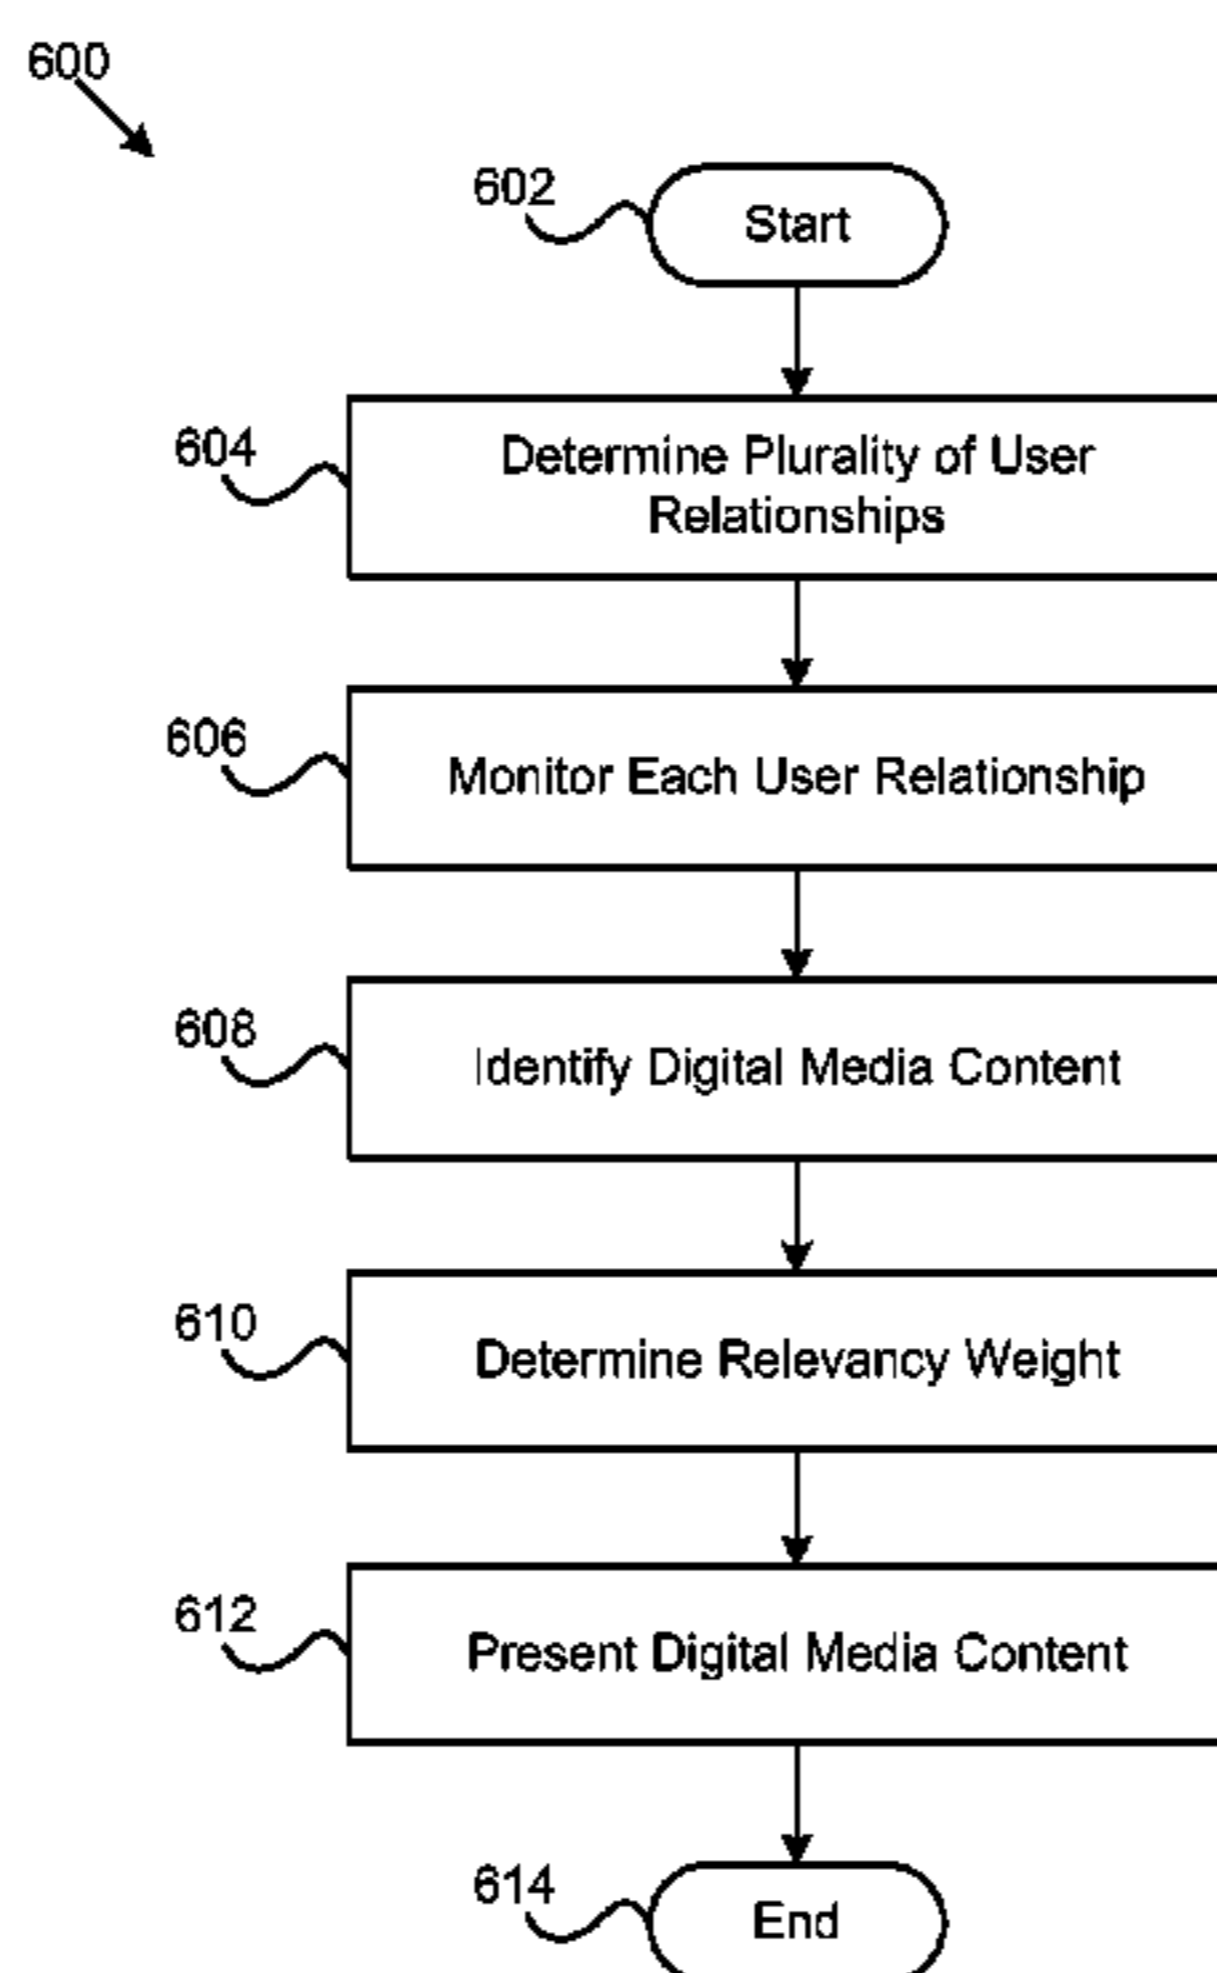 600
602
Start
604
Determine Plurality of User
Relationships
606
Monitor Each User Relationship
608
Identify Digital Media Content
610
Determine Relevancy Weight
612
Present Digital Media Content
614
End